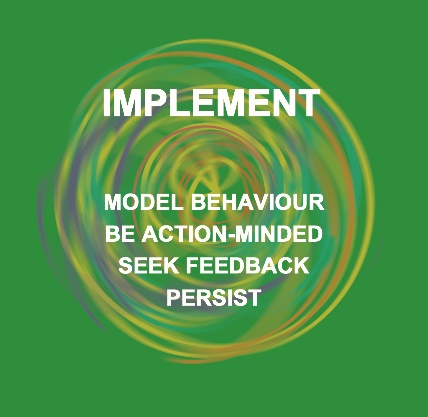 IMPLEMENT
MODEL BEHAVIOUR
BE ACTION-MINDED
SEEK FEEDBACK
PERSIST